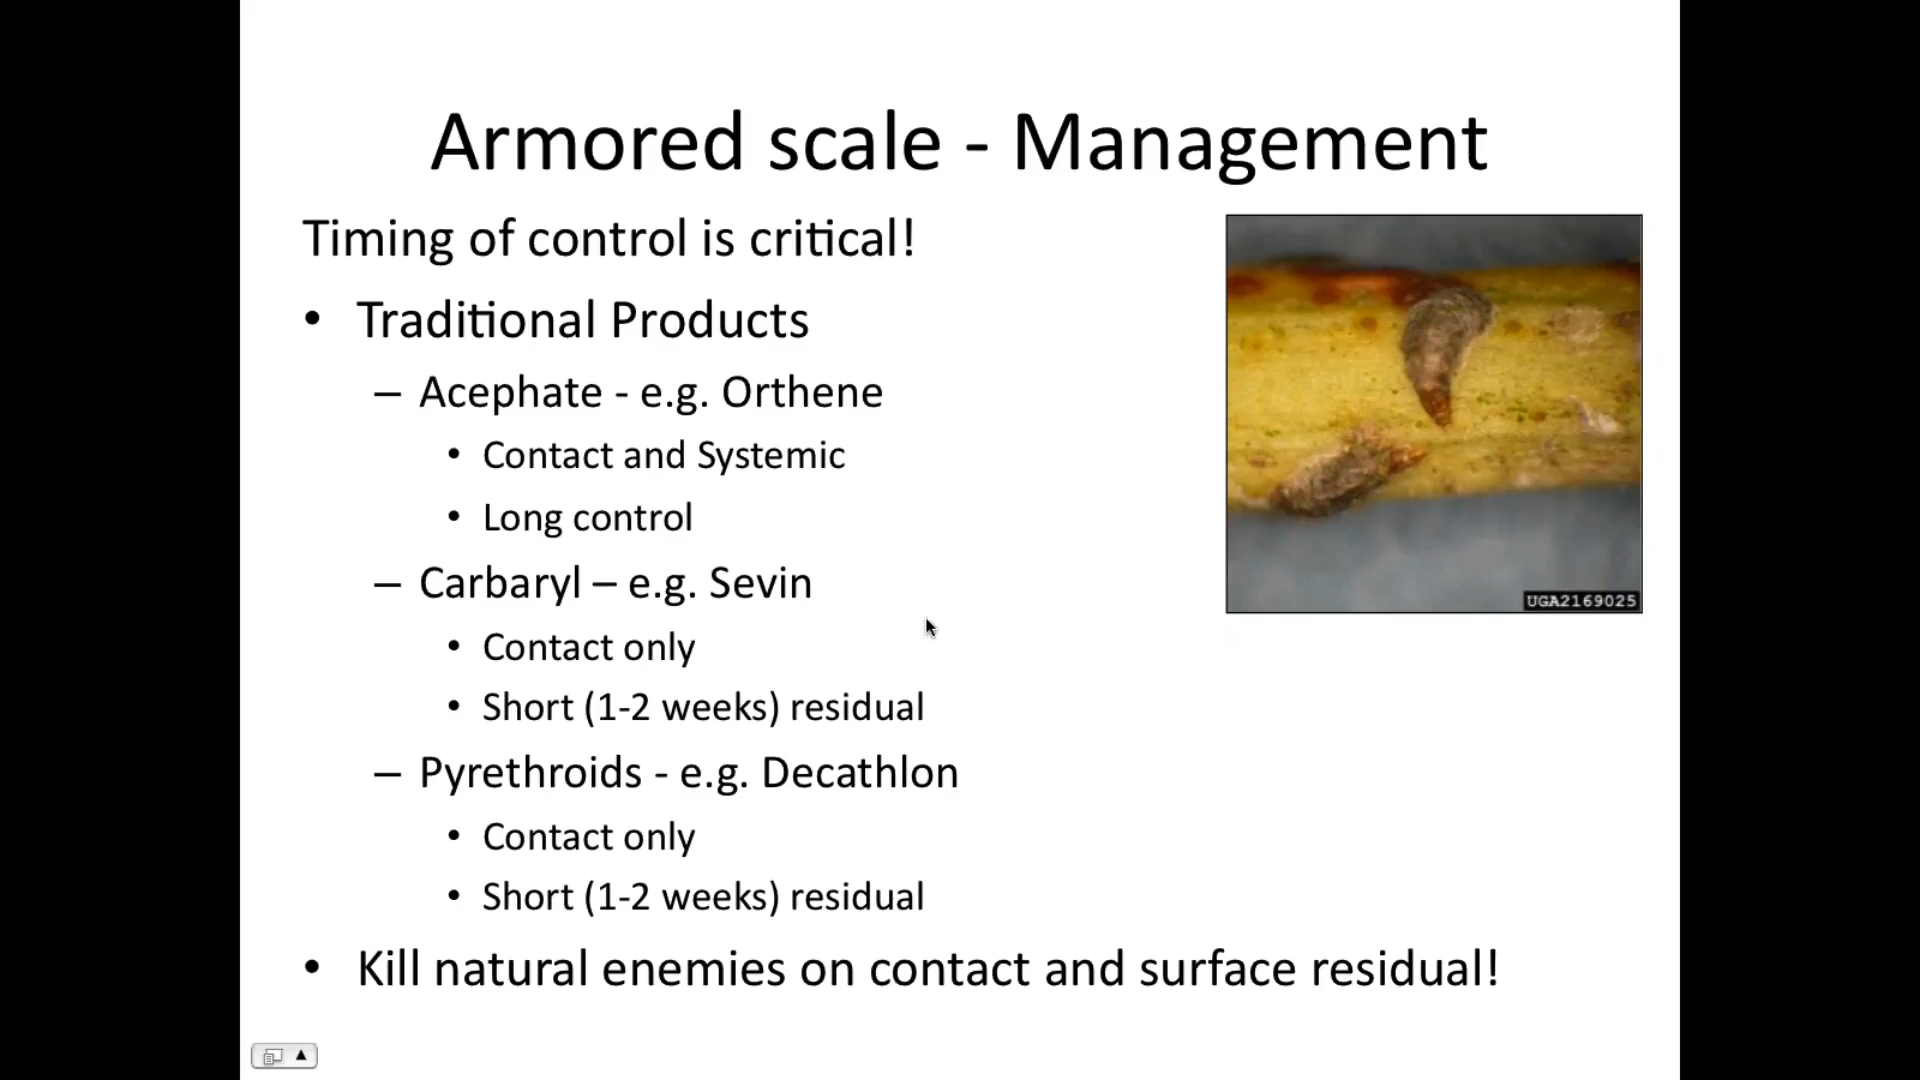 Armored scale - Management
Timing of control is critical!
• Traditional Products
– Acephate - e.g. Orthene
• Contact and Systemic
• Long control
– Carbaryl – e.g. Sevin
• Contact only
• Short (1-2 weeks) residual
– Pyrethroids - e.g. Decathlon
• Contact only
• Short (1-2 weeks) residual
• Kill natural enemies on contact and surface residual!
UGA2169025